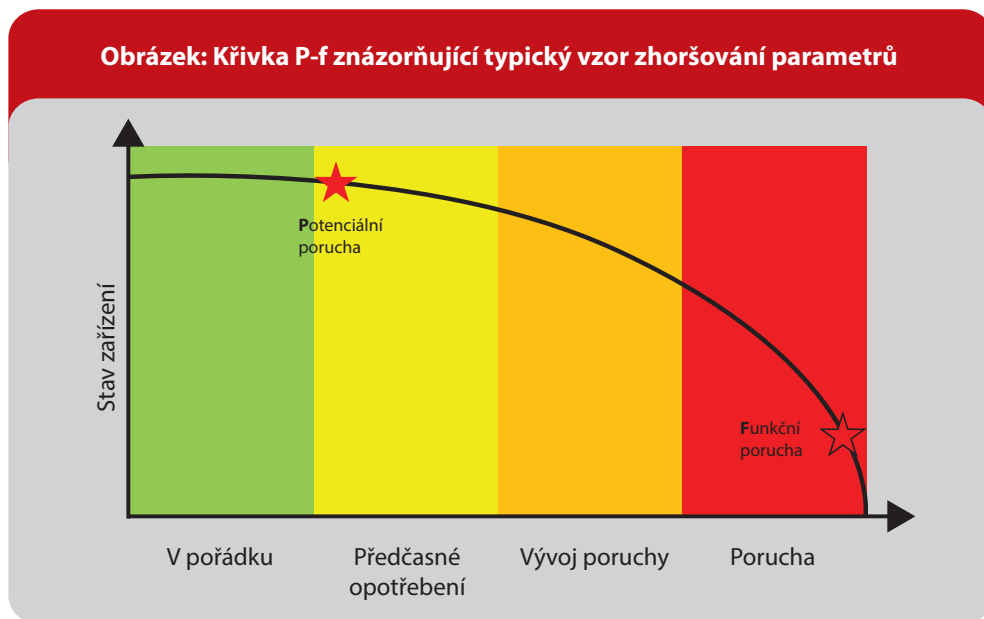 Obrázek: Křivka P-f znázorňující typický vzor zhoršování parametrů
Potenciální
porucha
Stav zařízení
Funkční
porucha
V pořádku
Předčasné
opotřebení
Vývoj poruchy
Porucha